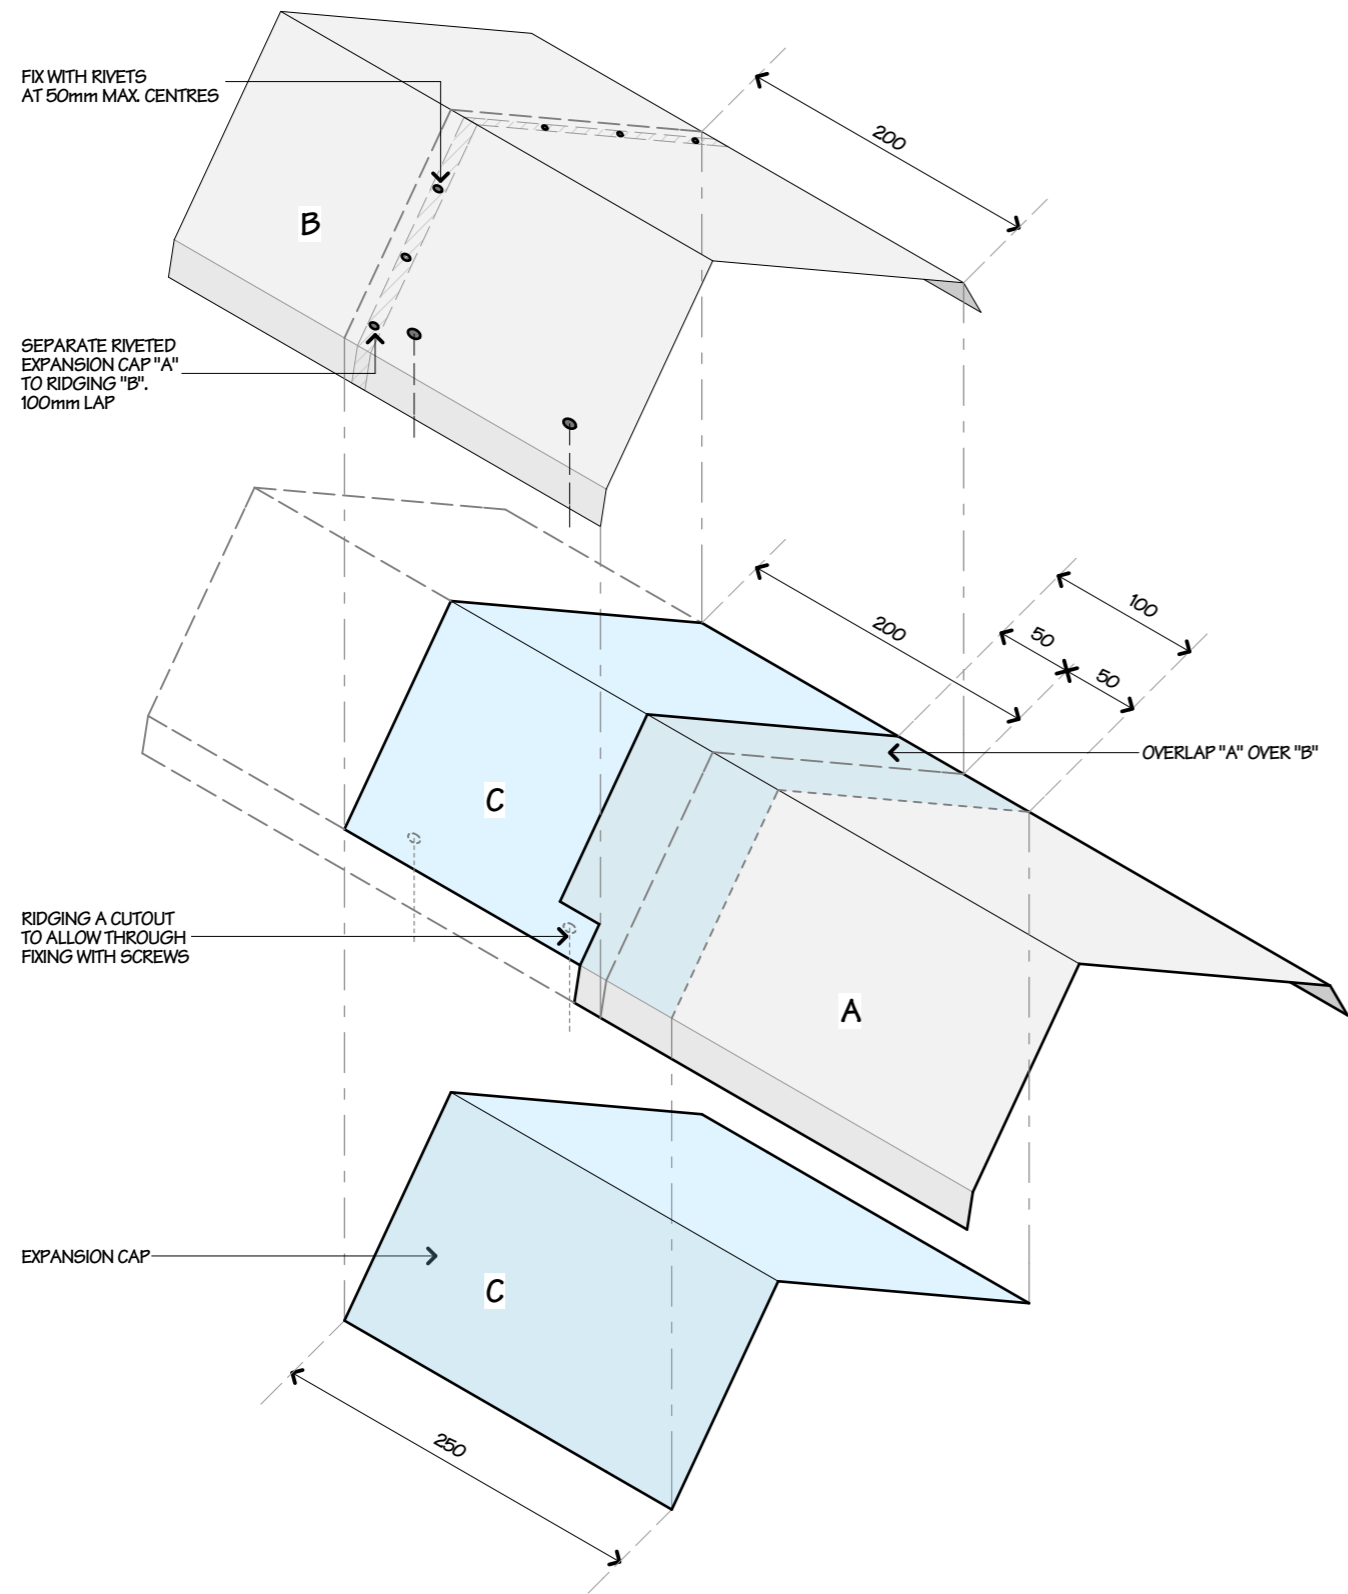 FIX WITH RIVETS
AT 50mm MAX. CENTRES
200
B
SEPARATE RIVETED
EXPANSION CAP "A"
TO RIDGING "B".
100mm LAP
200
100
50
50
OVERLAP "A" OVER "B"
C
RIDGING A CUTOUT
TO ALLOW THROUGH
FIXING WITH SCREWS
A
EXPANSION CAP
C
250